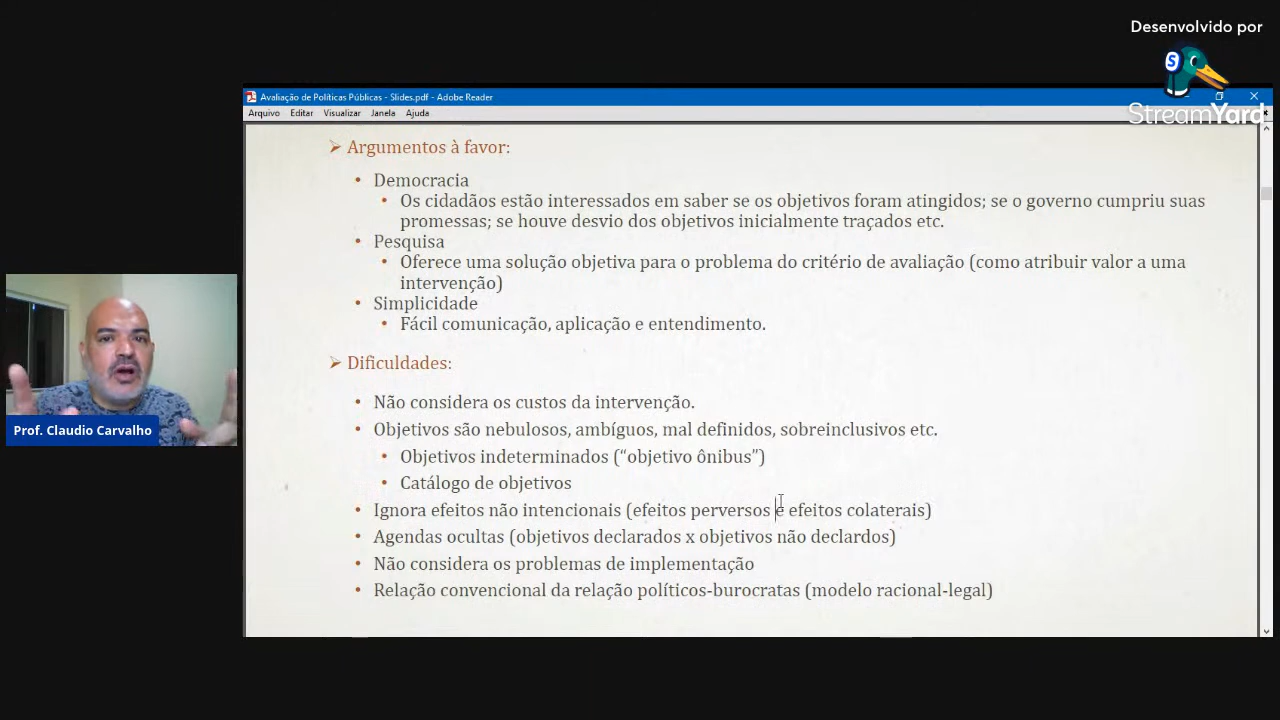 Desenvolvido por
StreamYard
Avaliação de Políticas Públicas - Slides.pdf - Adobe Reader
Arquivo Editar Visualizar Janela Ajuda
Argumentos à favor:
Democracia
Os cidadãos estão interessados em saber se os objetivos foram atingidos; se o governo cumpriu suas
promessas; se houve desvio dos objetivos inicialmente traçados etc.
Pesquisa
Oferece uma solução objetiva para o problema do critério de avaliação (como atribuir valor a uma
intervenção)
Simplicidade
Fácil comunicação, aplicação e entendimento.
Dificuldades:
Não considera os custos da intervenção.
Objetivos são nebulosos, ambíguos, mal definidos, sobreinclusivos etc.
Objetivos indeterminados (“objetivo ônibus”)
Catálogo de objetivos
Ignora efeitos não intencionais (efeitos perversos e efeitos colaterais)
Agendas ocultas (objetivos declarados x objetivos não declardos)
Não considera os problemas de implementação
Relação convencional da relação políticos-burocratas (modelo racional-legal)
Prof. Claudio Carvalho